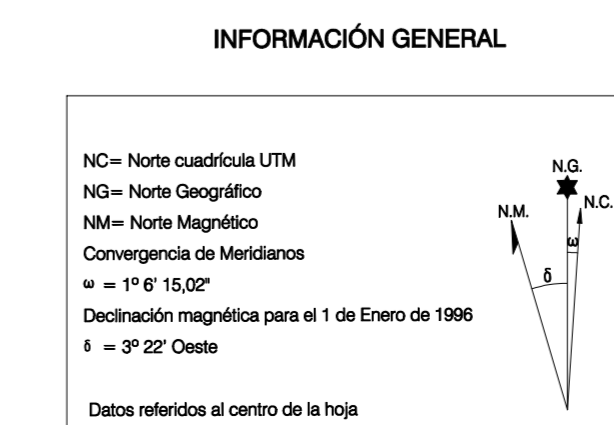 INFORMACIÓN GENERAL
NC= Norte cuadrícula UTM
NG= Norte Geográfico
NM= Norte Magnético
Convergencia de Meridianos
ω = 1º 6' 15,02"
Declinación magnética para el 1 de Enero de 1996
δ = 3º 22' Oeste
Datos referidos al centro de la hoja
N.G.
N.C.
N.M.
ω
δ